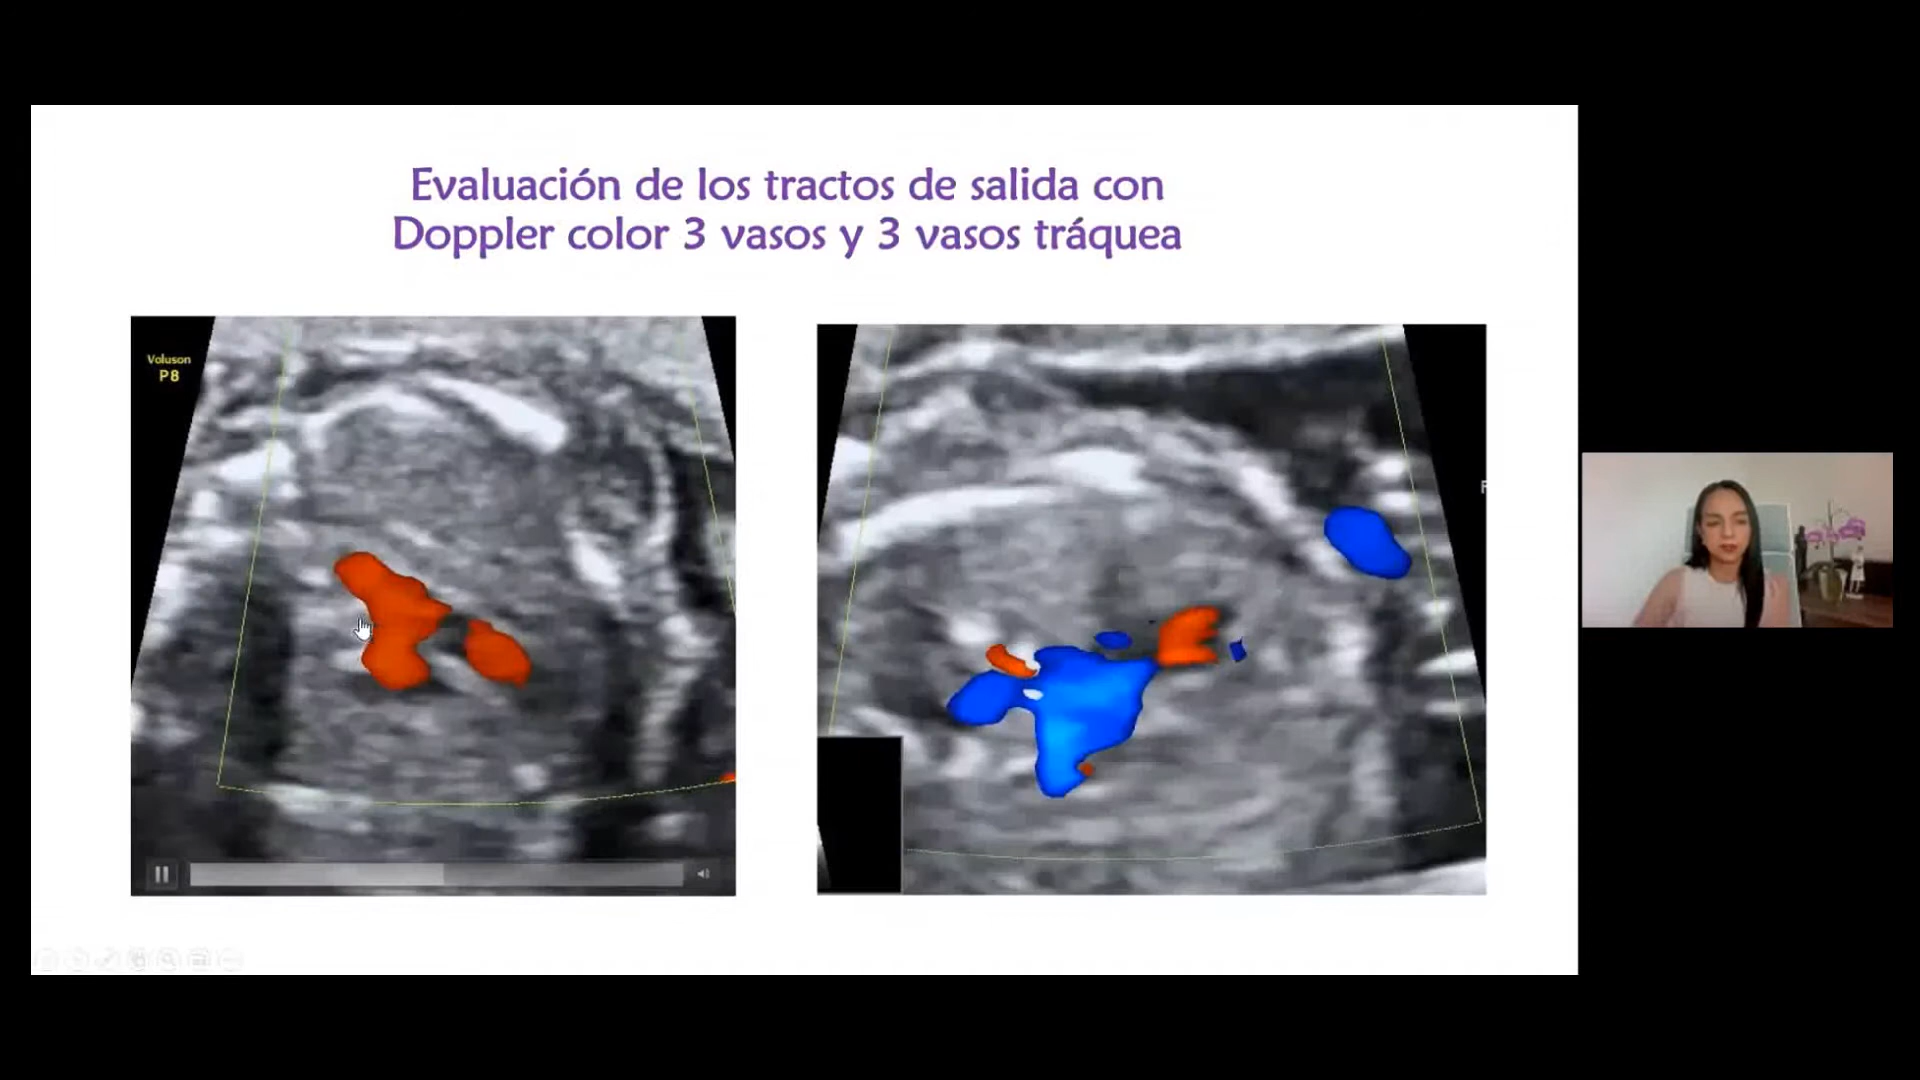 Evaluación de los tractos de salida con
Doppler color 3 vasos y 3 vasos tráquea
Voluson
P8
F